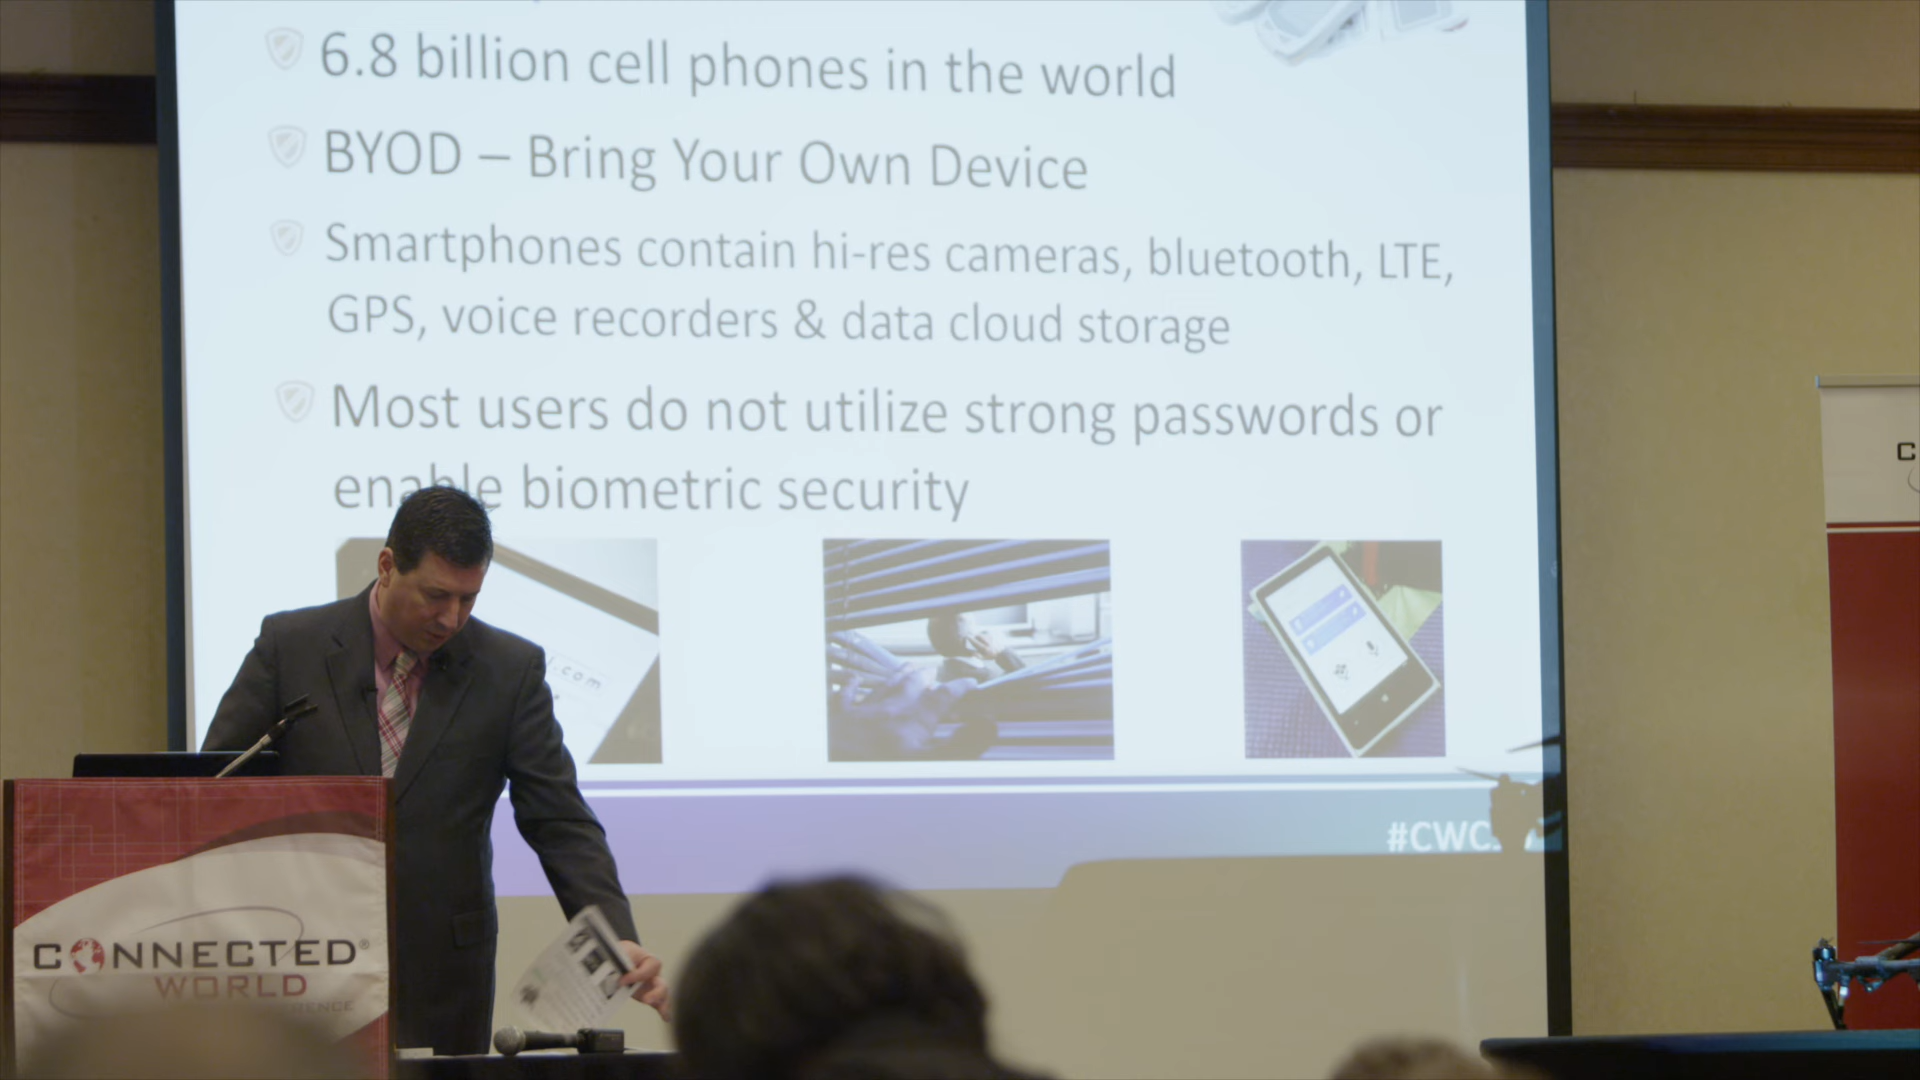 6.8 billion cell phones in the world
BYOD – Bring Your Own Device
Smartphones contain hi-res cameras, bluetooth, LTE,
GPS, voice recorders & data cloud storage
Most users do not utilize strong passwords or
enable biometric security
.com
#CWC
CONNECTED®
WORLD
C